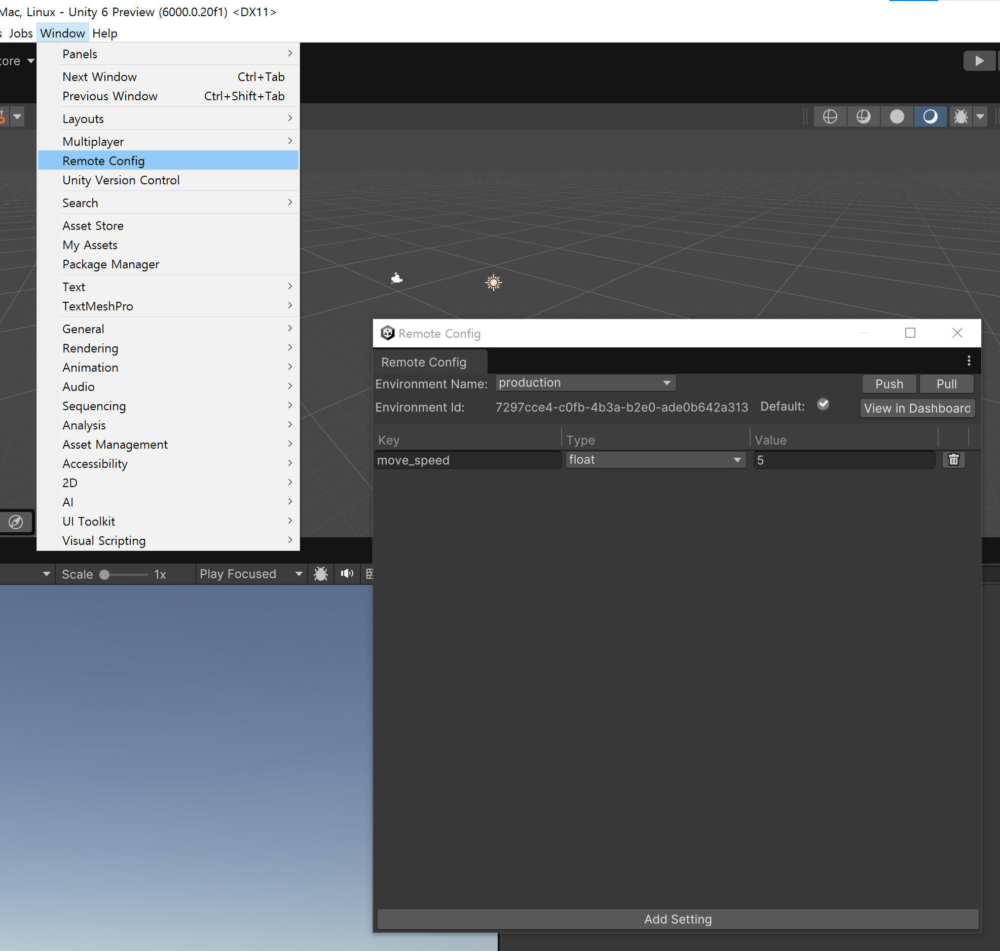 Mac, Linux - Unity 6 Preview (6000.0.20f1) <DX11>
s Jobs Window Help
Panels
Next Window Ctrl+Tab
Previous Window Ctrl+Shift+Tab
Layouts
Multiplayer
Remote Config
Unity Version Control
Search
Asset Store
My Assets
Package Manager
Text
TextMeshPro
General
Rendering
Animation
Audio
Sequencing
Analysis
Asset Management
Accessibility
2D
AI
UI Toolkit
Visual Scripting
tore
Scale 1x Play Focused
Remote Config
Remote Config
Environment Name: production Push Pull
Environment Id: 7297cce4-c0fb-4b3a-b2e0-ade0b642a313 Default: View in Dashboard
Key Type Value
move_speed float 5
Add Setting